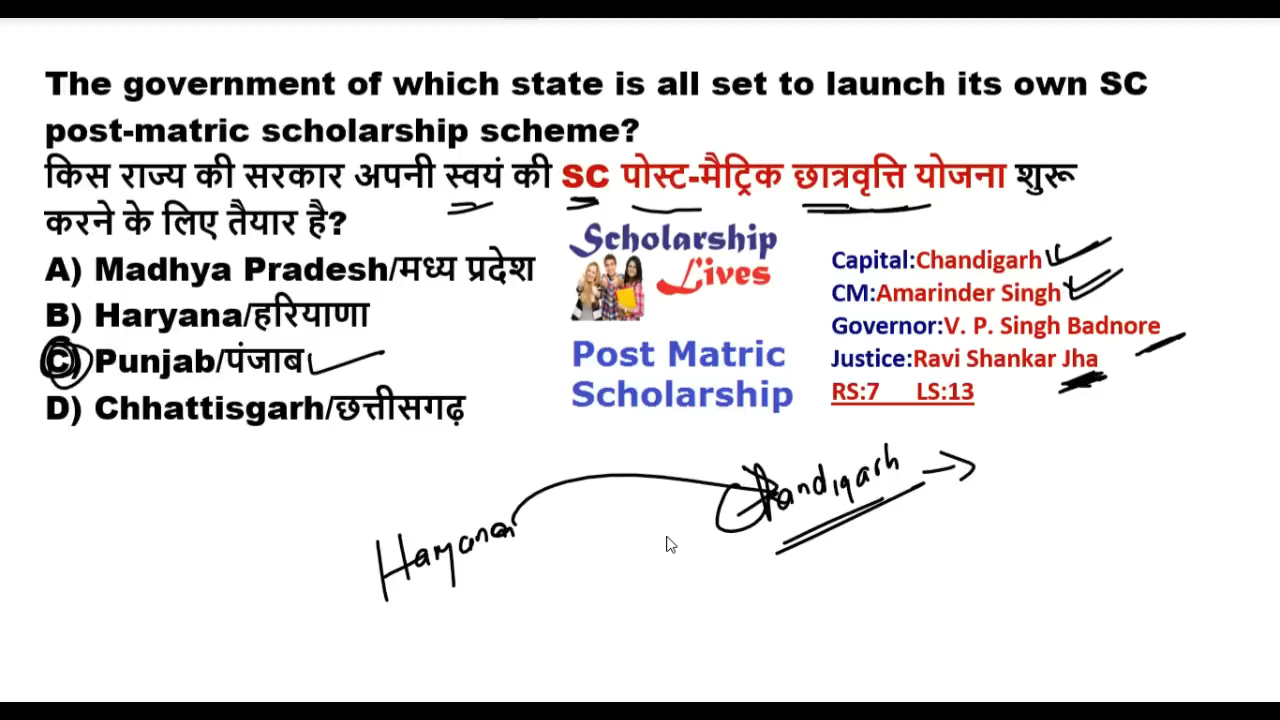 The government of which state is all set to launch its own SC
post-matric scholarship scheme?
किस राज्य की सरकार अपनी स्वयं की SC पोस्ट-मैट्रिक छात्रवृत्ति योजना शुरू
करने के लिए तैयार है?
A) Madhya Pradesh/मध्य प्रदेश
B) Haryana/हरियाणा
C) Punjab/पंजाब
D) Chhattisgarh/छत्तीसगढ़
Scholarship
Lives
Post Matric
Scholarship
Capital:Chandigarh
CM:Amarinder Singh
Governor:V. P. Singh Badnore
Justice:Ravi Shankar Jha
RS:7 LS:13
Chandigarh
Haryana